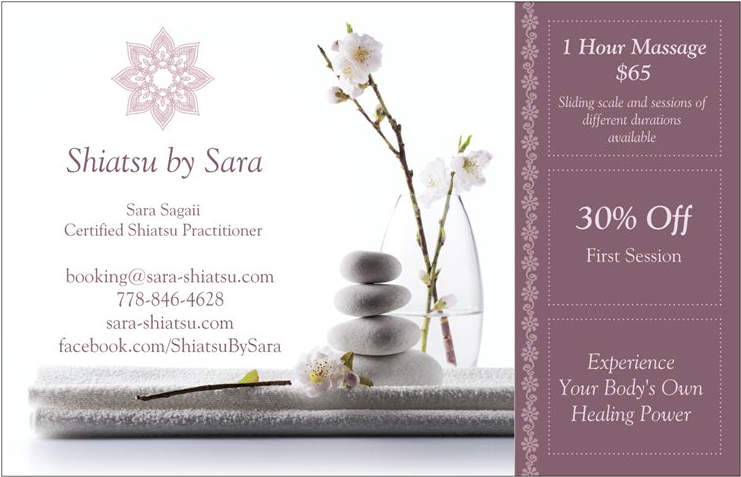 Shiatsu by Sara
Sara Sagaii
Certified Shiatsu Practitioner
booking@sara-shiatsu.com
778-846-4628
sara-shiatsu.com
facebook.com/ShiatsuBySara
1 Hour Massage
$65
Sliding scale and sessions of
different durations
available
30% Off
First Session
Experience
Your Body's Own
Healing Power